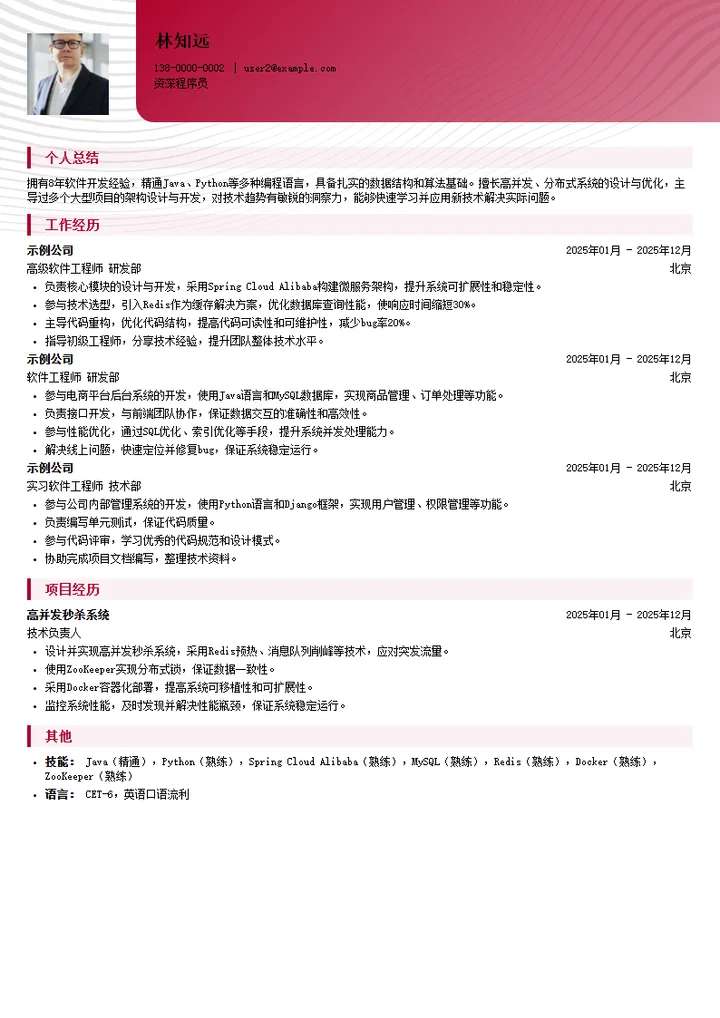 林知远
138-0000-0002 | user2@example.com
资深程序员
个人总结
拥有8年软件开发经验，精通Java、Python等多种编程语言，具备扎实的数据结构和算法基础。擅长高并发、分布式系统的设计与优化，主
导过多个大型项目的架构设计与开发，对技术趋势有敏锐的洞察力，能够快速学习并应用新技术解决实际问题。
工作经历
示例公司 2025年01月 - 2025年12月
高级软件工程师 研发部 北京
• 负责核心模块的设计与开发，采用Spring Cloud Alibaba构建微服务架构，提升系统可扩展性和稳定性。
• 参与技术选型，引入Redis作为缓存解决方案，优化数据库查询性能，使响应时间缩短30%。
• 主导代码重构，优化代码结构，提高代码可读性和可维护性，减少bug率20%。
• 指导初级工程师，分享技术经验，提升团队整体技术水平。
示例公司 2025年01月 - 2025年12月
软件工程师 研发部 北京
• 参与电商平台后台系统的开发，使用Java语言和MySQL数据库，实现商品管理、订单处理等功能。
• 负责接口开发，与前端团队协作，保证数据交互的准确性和高效性。
• 参与性能优化，通过SQL优化、索引优化等手段，提升系统并发处理能力。
• 解决线上问题，快速定位并修复bug，保证系统稳定运行。
示例公司 2025年01月 - 2025年12月
实习软件工程师 技术部 北京
• 参与公司内部管理系统的开发，使用Python语言和Django框架，实现用户管理、权限管理等功能。
• 负责编写单元测试，保证代码质量。
• 参与代码评审，学习优秀的代码规范和设计模式。
• 协助完成项目文档编写，整理技术资料。
项目经历
高并发秒杀系统 2025年01月 - 2025年12月
技术负责人 北京
• 设计并实现高并发秒杀系统，采用Redis预热、消息队列削峰等技术，应对突发流量。
• 使用ZooKeeper实现分布式锁，保证数据一致性。
• 采用Docker容器化部署，提高系统可移植性和可扩展性。
• 监控系统性能，及时发现并解决性能瓶颈，保证系统稳定运行。
其他
• 技能： Java（精通），Python（熟练），Spring Cloud Alibaba（熟练），MySQL（熟练），Redis（熟练），Docker（熟练），
ZooKeeper（熟练）
• 语言： CET-6，英语口语流利